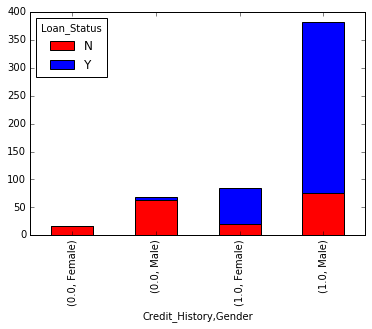 400
350
300
250
200
150
100
50
0
Loan_Status
N
Y
(0.0, Female)
(0.0, Male)
(1.0, Female)
(1.0, Male)
Credit_History,Gender